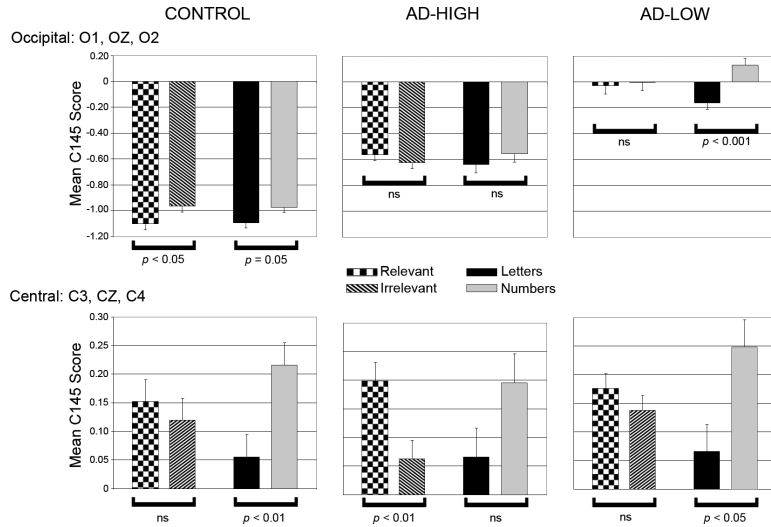 CONTROL AD-HIGH AD-LOW
Occipital: O1, OZ, O2
Mean C145 Score
0.20
0
-0.20
-0.40
-0.60
-0.80
-1.00
-1.20
p < 0.05 p = 0.05
ns ns
ns p < 0.001
Relevant Letters
Irrelevant Numbers
Central: C3, CZ, C4
Mean C145 Score
0.30
0.25
0.20
0.15
0.10
0.05
0
ns p < 0.01
p < 0.01 ns
ns p < 0.05